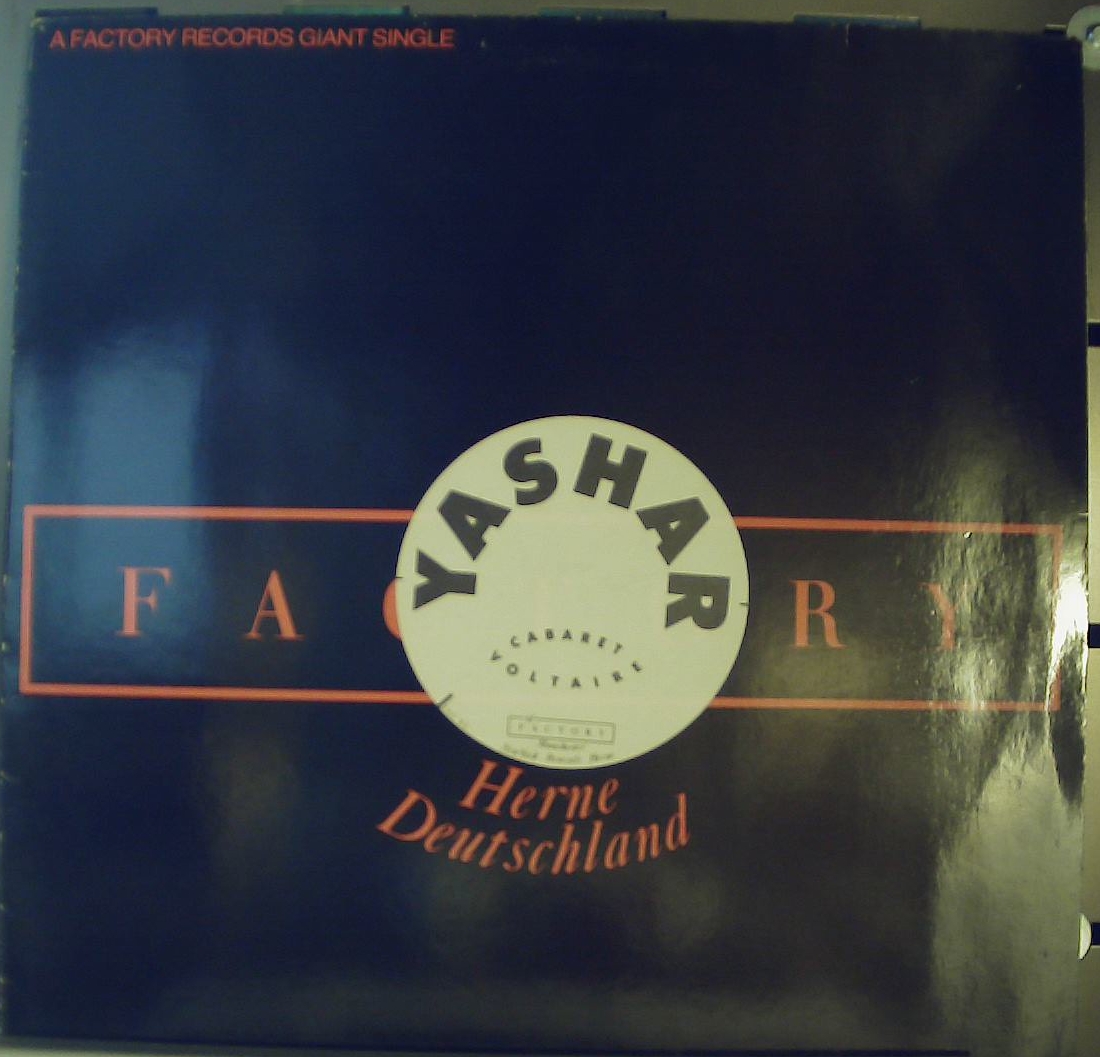 A FACTORY RECORDS GIANT SINGLE
YASHAR
F A R Y
CABARET
VOLTAIRE
FACTORY
Herne
Deutschland